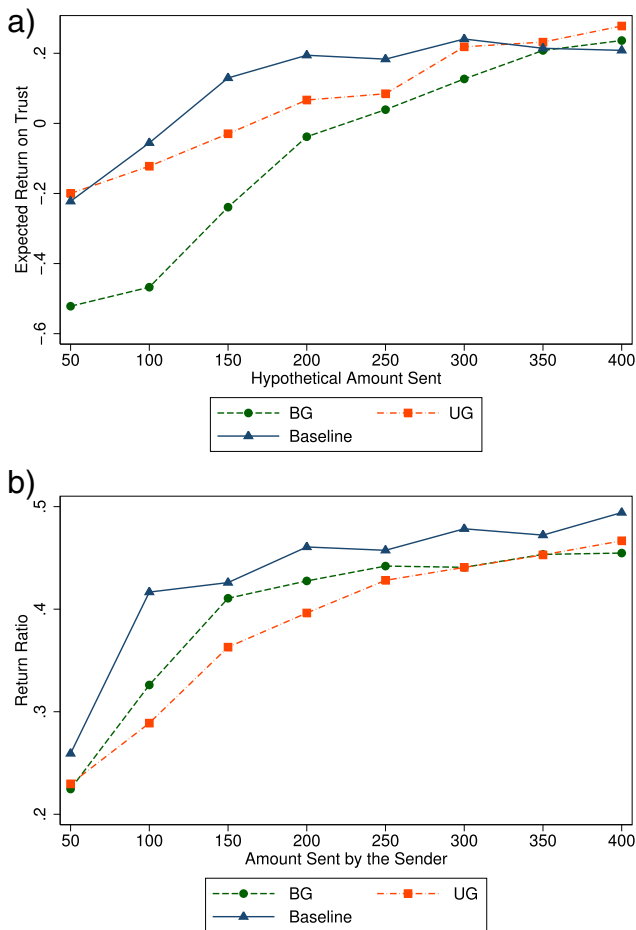 a)
Expected Return on Trust
.2
0
-.2
-.4
-.6
50 100 150 200 250 300 350 400
Hypothetical Amount Sent
BG UG
Baseline
b)
Return Ratio
.5
.4
.3
.2
50 100 150 200 250 300 350 400
Amount Sent by the Sender
BG UG
Baseline